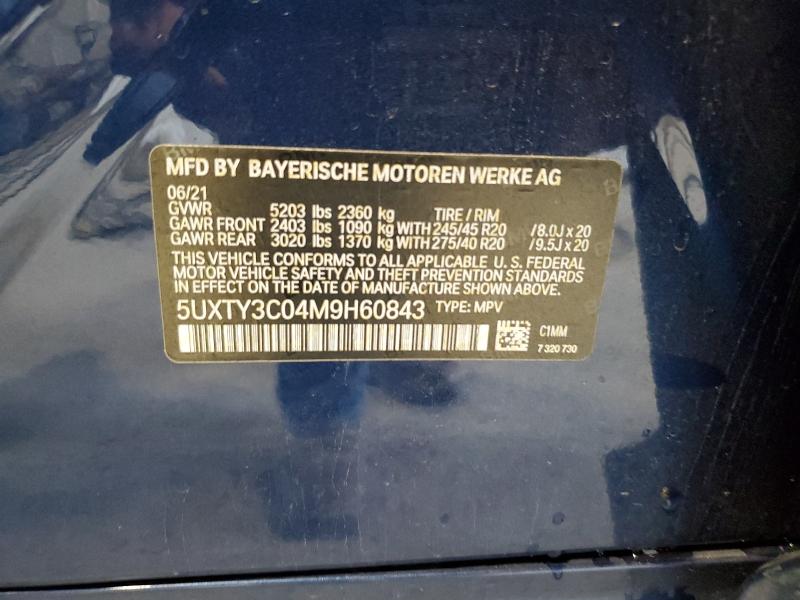 MFD BY BAYERISCHE MOTOREN WERKE AG
06/21
GVWR 5203 lbs 2360 kg TIRE / RIM
GAWR FRONT 2403 lbs 1090 kg WITH 245/45 R20 /8.0J x 20
GAWR REAR 3020 lbs 1370 kg WITH 275/40 R20 /9.5J x 20
THIS VEHICLE CONFORMS TO ALL APPLICABLE U. S. FEDERAL
MOTOR VEHICLE SAFETY AND THEFT PREVENTION STANDARDS
IN EFFECT ON THE DATE OF MANUFACTURE SHOWN ABOVE.
5UXTY3C04M9H60843 TYPE: MPV
C1MM
7 320 730